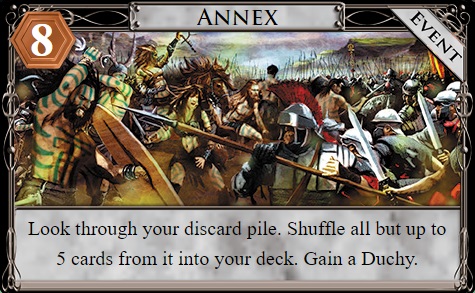 ANNEX
8
EVENT
Look through your discard pile. Shuffle all but up to
5 cards from it into your deck. Gain a Duchy.